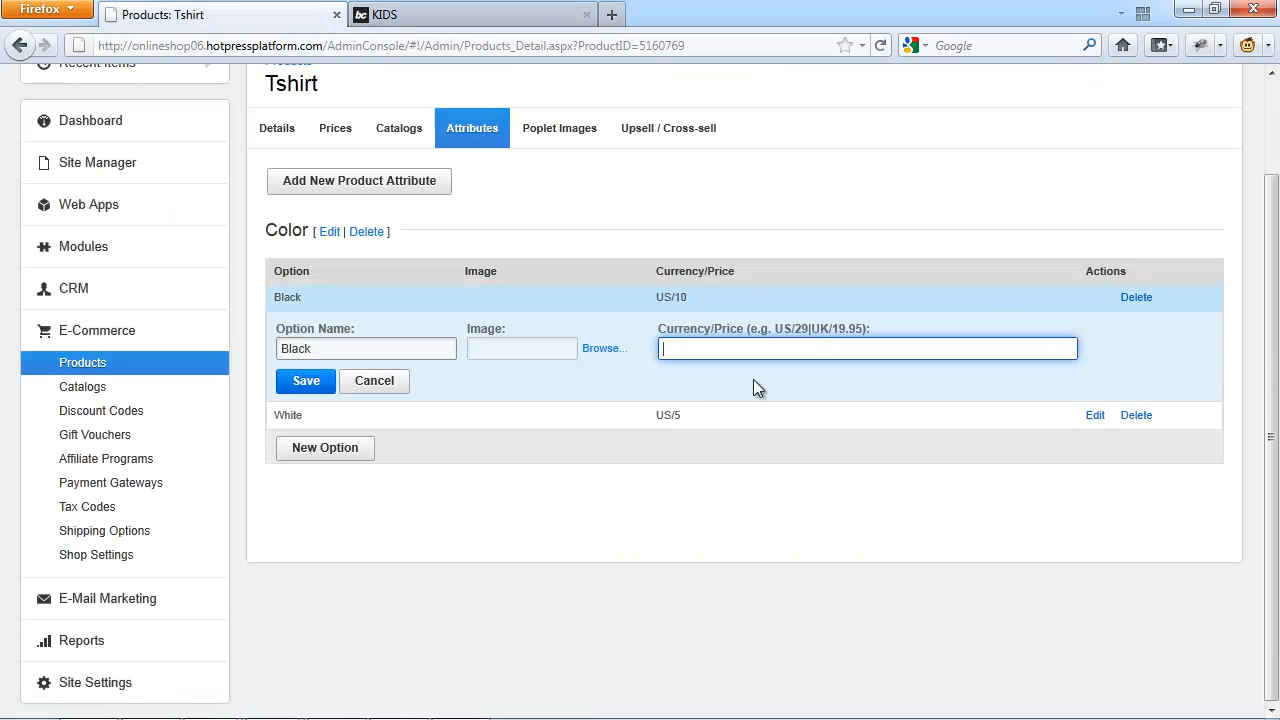 Firefox
Products: Tshirt
KIDS
http://onlineshop06.hotpressplatform.com/AdminConsole/#!/Admin/Products_Detail.aspx?ProductID=5160769
Google
Recent Items
Products
Tshirt
Dashboard
Site Manager
Web Apps
Modules
CRM
E-Commerce
Products
Catalogs
Discount Codes
Gift Vouchers
Affiliate Programs
Payment Gateways
Tax Codes
Shipping Options
Shop Settings
E-Mail Marketing
Reports
Site Settings
Details Prices Catalogs Attributes Poplet Images Upsell / Cross-sell
Add New Product Attribute
Color [ Edit | Delete ]
Option Image Currency/Price Actions
Black US/10 Delete
Option Name: Image: Currency/Price (e.g. US/29|UK/19.95):
Black Browse...
Save Cancel
White US/5 Edit Delete
New Option